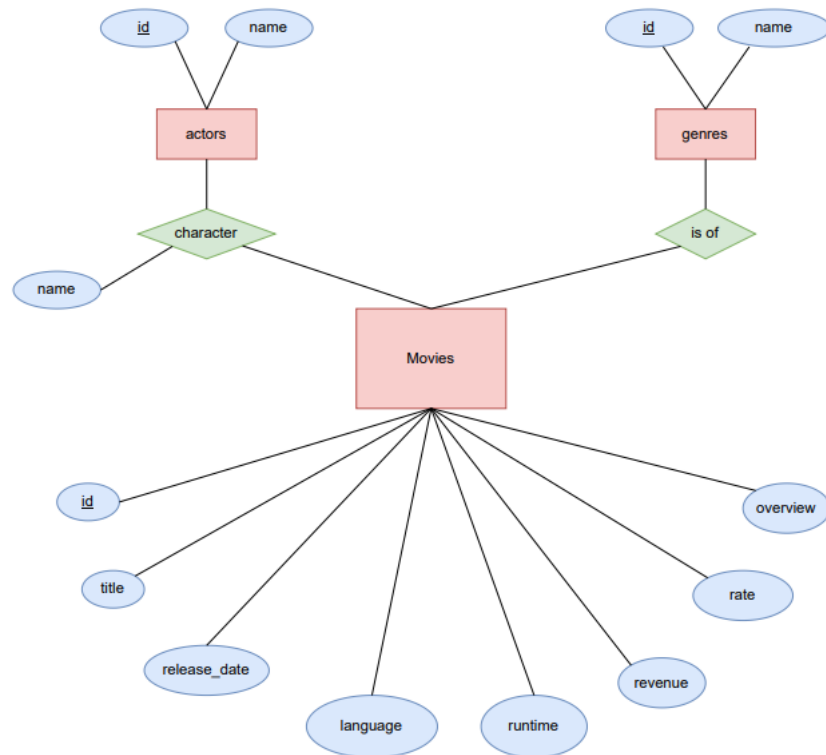 id
name
id
name
actors
genres
character
is of
name
Movies
id
overview
title
rate
release_date
revenue
language
runtime